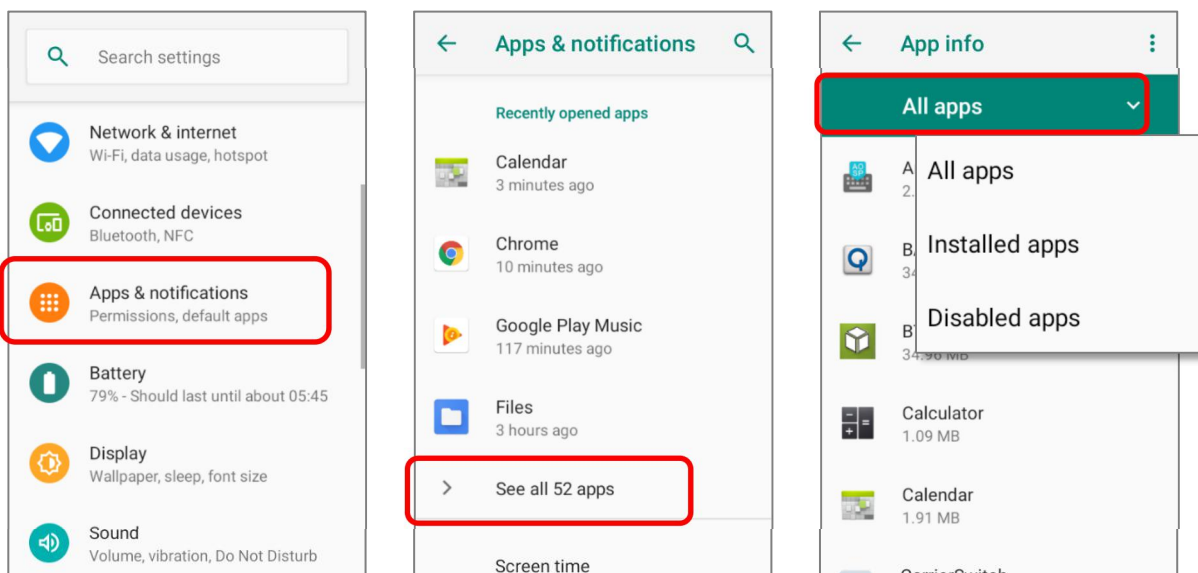 Search settings
Network & internet
Wi-Fi, data usage, hotspot
Connected devices
Bluetooth, NFC
Apps & notifications
Permissions, default apps
Battery
79% - Should last until about 05:45
Display
Wallpaper, sleep, font size
Sound
Volume, vibration, Do Not Disturb
Apps & notifications
Recently opened apps
Calendar
3 minutes ago
Chrome
10 minutes ago
Google Play Music
117 minutes ago
Files
3 hours ago
See all 52 apps
Screen time
App info
All apps
All apps
Installed apps
Disabled apps
34.96 MB
Calculator
1.09 MB
Calendar
1.91 MB